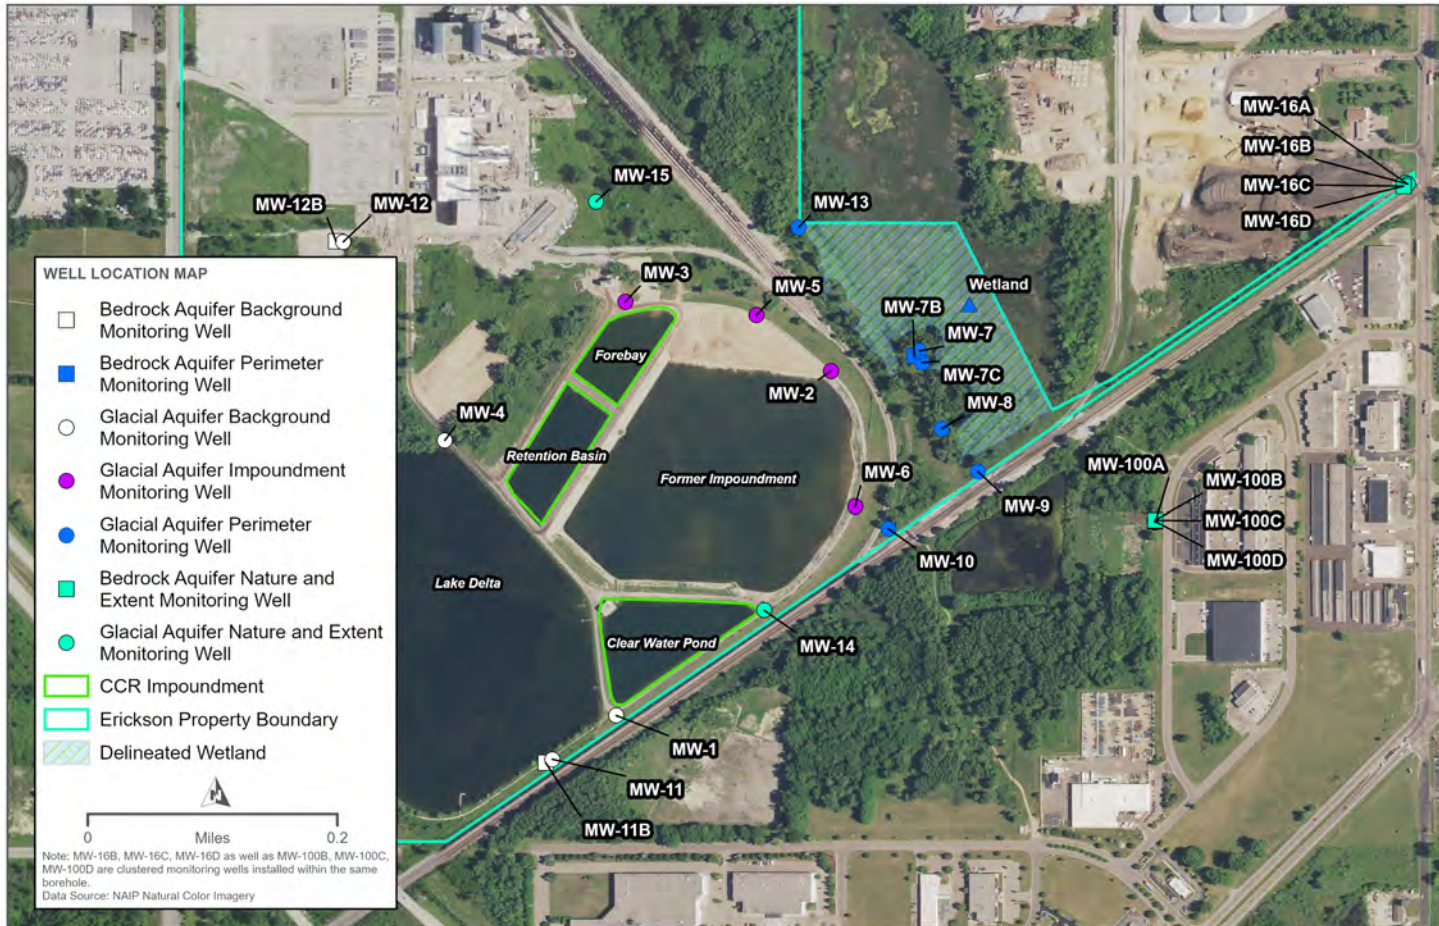 MW-16A
MW-16B
MW-16C
MW-16D
MW-15
MW-12B
MW-12
MW-13
MW-3
MW-5
Wetland
MW-7B
MW-7
MW-7C
Forebay
MW-2
MW-8
MW-4
Retention Basin
Former Impoundment
MW-6
MW-9
MW-100A
MW-100B
MW-100C
MW-100D
MW-10
Lake Delta
Clear Water Pond
MW-14
MW-1
MW-11
MW-11B
WELL LOCATION MAP
Bedrock Aquifer Background
Monitoring Well
Bedrock Aquifer Perimeter
Monitoring Well
Glacial Aquifer Background
Monitoring Well
Glacial Aquifer Impoundment
Monitoring Well
Glacial Aquifer Perimeter
Monitoring Well
Bedrock Aquifer Nature and
Extent Monitoring Well
Glacial Aquifer Nature and Extent
Monitoring Well
CCR Impoundment
Erickson Property Boundary
Delineated Wetland
0 Miles 0.2
Note: MW-16B, MW-16C, MW-16D as well as MW-100B, MW-100C,
MW-100D are clustered monitoring wells installed within the same
borehole.
Data Source: NAIP Natural Color Imagery